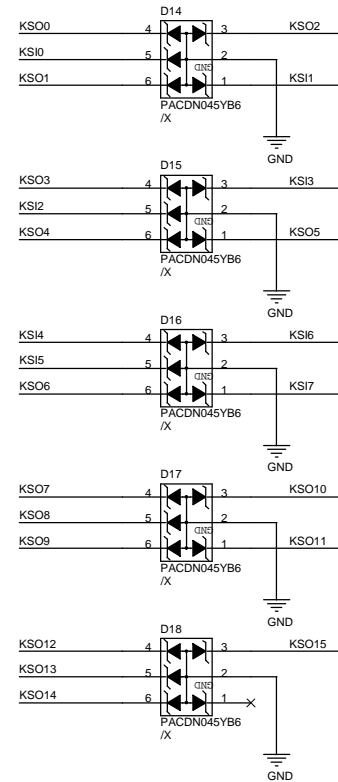 D14
KSO0 4 3 KSO2
KSI0 5 2
GND
KSO1 6 1 KSI1
PACDN045YB6
/X
GND
D15
KSO3 4 3 KSI3
KSI2 5 2
GND
KSO4 6 1 KSO5
PACDN045YB6
/X
GND
D16
KSI4 4 3 KSI6
KSI5 5 2
GND
KSO6 6 1 KSI7
PACDN045YB6
/X
GND
D17
KSO7 4 3 KSO10
KSO8 5 2
GND
KSO9 6 1 KSO11
PACDN045YB6
/X
GND
D18
KSO12 4 3 KSO15
KSO13 5 2
GND
KSO14 6 1
PACDN045YB6
/X
GND